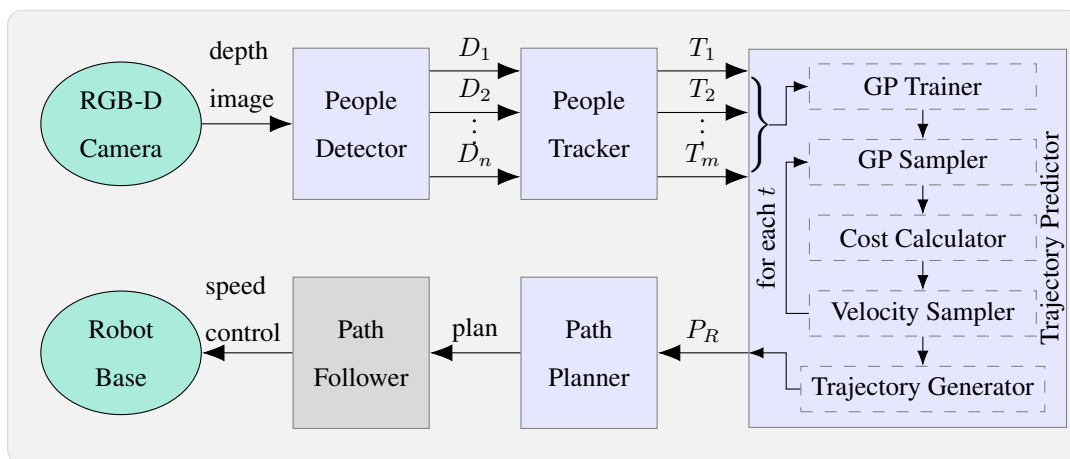 RGB-D
Camera
depth
image
People
Detector
D₁
D₂
⋮
Dₙ
People
Tracker
T₁
T₂
⋮
Tₘ
GP Trainer
GP Sampler
Cost Calculator
Velocity Sampler
Trajectory Generator
for each t
Trajectory Predictor
P_R
Path
Planner
plan
Path
Follower
speed
control
Robot
Base